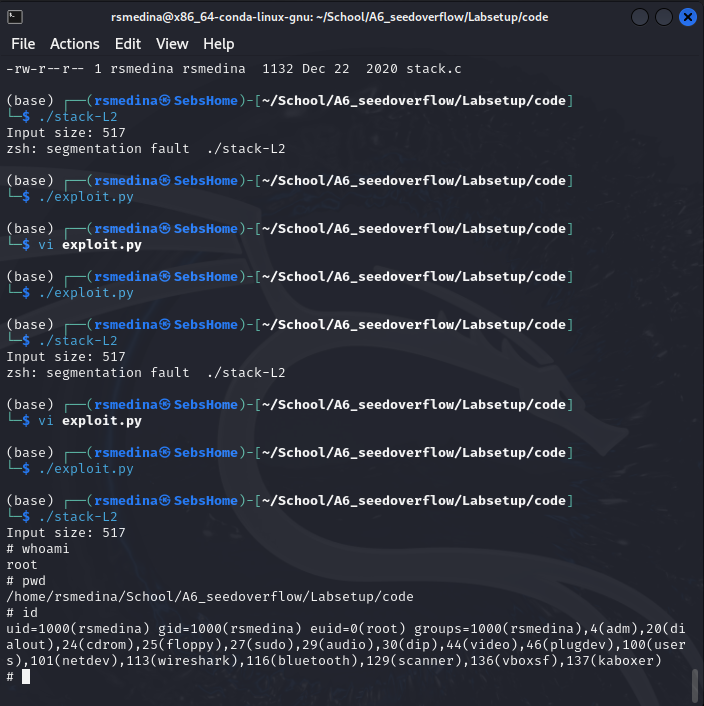 rsmedina@x86_64-conda-linux-gnu: ~/School/A6_seedoverflow/Labsetup/code
File Actions Edit View Help
-rw-r--r-- 1 rsmedina rsmedina  1132 Dec 22  2020 stack.c
(base) ┌──(rsmedina㉿SebsHome)-[~/School/A6_seedoverflow/Labsetup/code]
└─$ ./stack-L2
Input size: 517
zsh: segmentation fault  ./stack-L2
(base) ┌──(rsmedina㉿SebsHome)-[~/School/A6_seedoverflow/Labsetup/code]
└─$ ./exploit.py
(base) ┌──(rsmedina㉿SebsHome)-[~/School/A6_seedoverflow/Labsetup/code]
└─$ vi exploit.py
(base) ┌──(rsmedina㉿SebsHome)-[~/School/A6_seedoverflow/Labsetup/code]
└─$ ./exploit.py
(base) ┌──(rsmedina㉿SebsHome)-[~/School/A6_seedoverflow/Labsetup/code]
└─$ ./stack-L2
Input size: 517
zsh: segmentation fault  ./stack-L2
(base) ┌──(rsmedina㉿SebsHome)-[~/School/A6_seedoverflow/Labsetup/code]
└─$ vi exploit.py
(base) ┌──(rsmedina㉿SebsHome)-[~/School/A6_seedoverflow/Labsetup/code]
└─$ ./exploit.py
(base) ┌──(rsmedina㉿SebsHome)-[~/School/A6_seedoverflow/Labsetup/code]
└─$ ./stack-L2
Input size: 517
# whoami
root
# pwd
/home/rsmedina/School/A6_seedoverflow/Labsetup/code
# id
uid=1000(rsmedina) gid=1000(rsmedina) euid=0(root) groups=1000(rsmedina),4(adm),20(di
alout),24(cdrom),25(floppy),27(sudo),29(audio),30(dip),44(video),46(plugdev),100(user
s),101(netdev),113(wireshark),116(bluetooth),129(scanner),136(vboxsf),137(kaboxer)
#